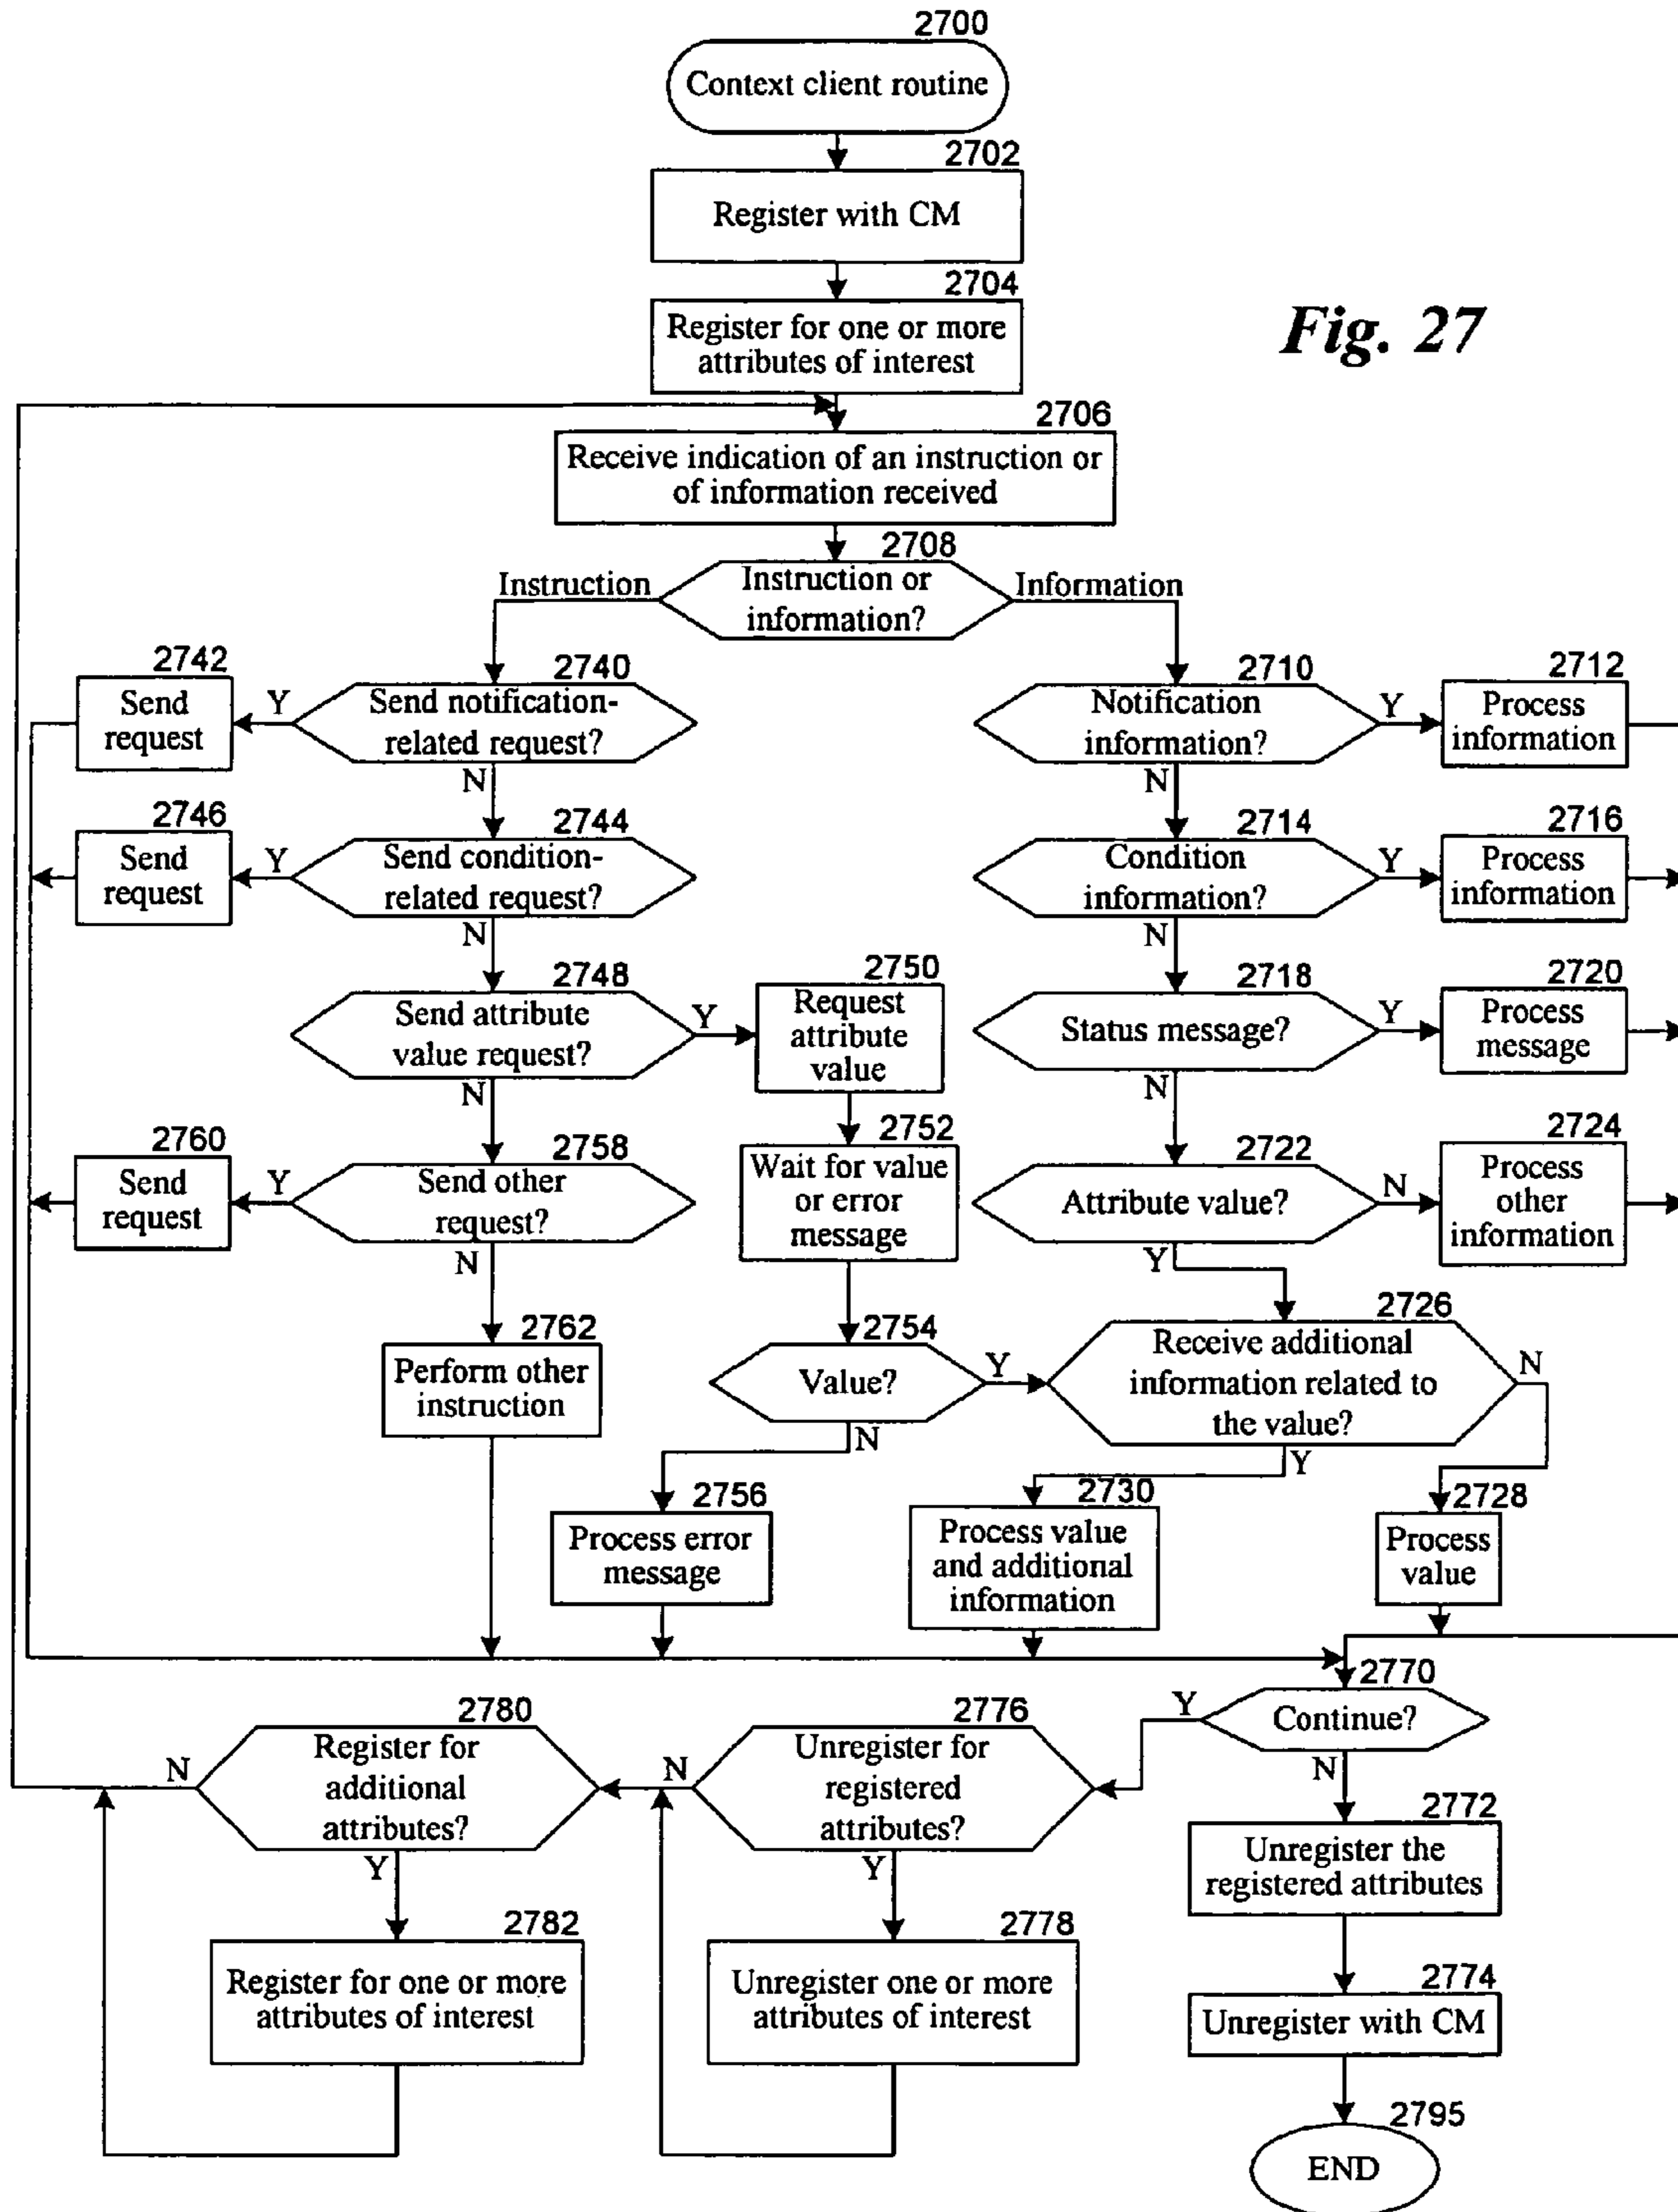 2700
Context client routine
2702
Register with CM
2704
Register for one or more
attributes of interest
Fig. 27
2706
Receive indication of an instruction or
of information received
2708
Instruction or
information?
Instruction
Information
2742
Send
request
Y
2740
Send notification-
related request?
N
2710
Notification
information?
Y
N
2712
Process
information
2746
Send
request
Y
2744
Send condition-
related request?
N
2714
Condition
information?
Y
N
2716
Process
information
2748
Send attribute
value request?
Y
N
2750
Request
attribute
value
2718
Status message?
Y
N
2720
Process
message
2760
Send
request
Y
2758
Send other
request?
N
2752
Wait for value
or error
message
2722
Attribute value?
N
Y
2724
Process
other
information
2762
Perform other
instruction
2754
Value?
Y
N
2726
Receive additional
information related to
the value?
N
Y
2756
Process error
message
2730
Process value
and additional
information
2728
Process
value
2770
Continue?
Y
N
2780
Register for
additional
attributes?
N
Y
2776
Unregister for
registered
attributes?
N
Y
2772
Unregister the
registered attributes
2782
Register for one or more
attributes of interest
2778
Unregister one or more
attributes of interest
2774
Unregister with CM
2795
END